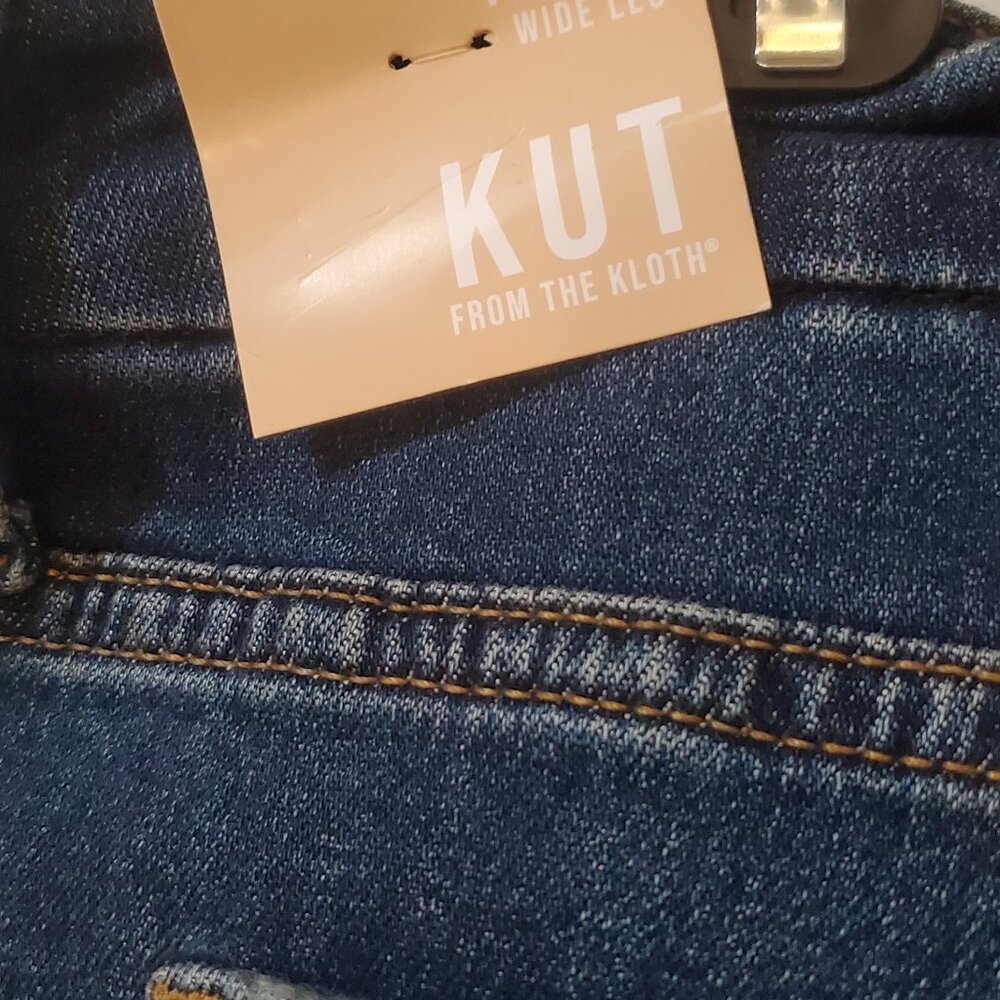 WIDE LEG
KUT
FROM THE KLOTH®